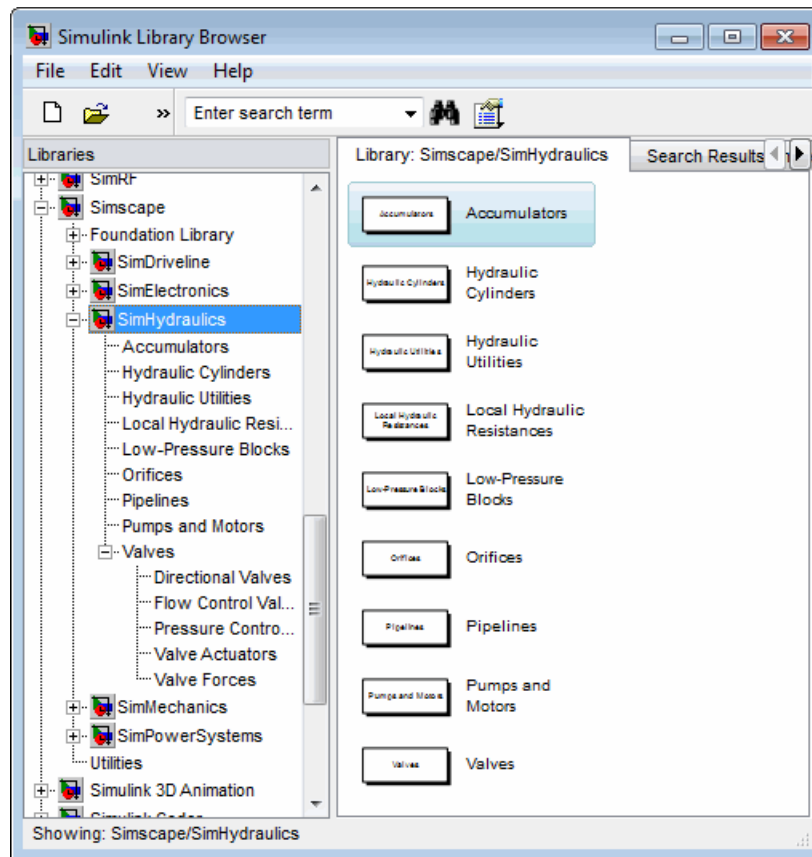 Simulink Library Browser
File Edit View Help
» Enter search term
Libraries
SimRF
Simscape
Foundation Library
SimDriveline
SimElectronics
SimHydraulics
Accumulators
Hydraulic Cylinders
Hydraulic Utilities
Local Hydraulic Resi...
Low-Pressure Blocks
Orifices
Pipelines
Pumps and Motors
Valves
Directional Valves
Flow Control Val...
Pressure Contro...
Valve Actuators
Valve Forces
SimMechanics
SimPowerSystems
Utilities
Simulink 3D Animation
Simulink Coder
Library: Simscape/SimHydraulics
Search Results
Accumulators
Accumulators
Hydraulic Cylinders
Hydraulic
Cylinders
Hydraulic Utilities
Hydraulic
Utilities
Local Hydraulic
Resistances
Local Hydraulic
Resistances
Low-Pressure Blocks
Low-Pressure
Blocks
Orifices
Orifices
Pipelines
Pipelines
Pumps and Motors
Pumps and
Motors
Valves
Valves
Showing: Simscape/SimHydraulics